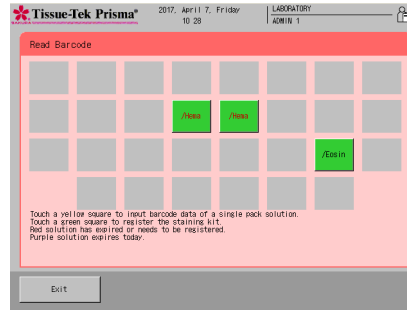 SAKURA Tissue-Tek Prisma®
2017, April 7, Friday
10 28
LABORATORY
ADMIN 1
Read Barcode
/Hema /Hema
/Eosin
Touch a yellow square to input barcode data of a single pack solution.
Touch a green square to register the staining kit.
Red solution has expired or needs to be registered.
Purple solution expires today.
Exit